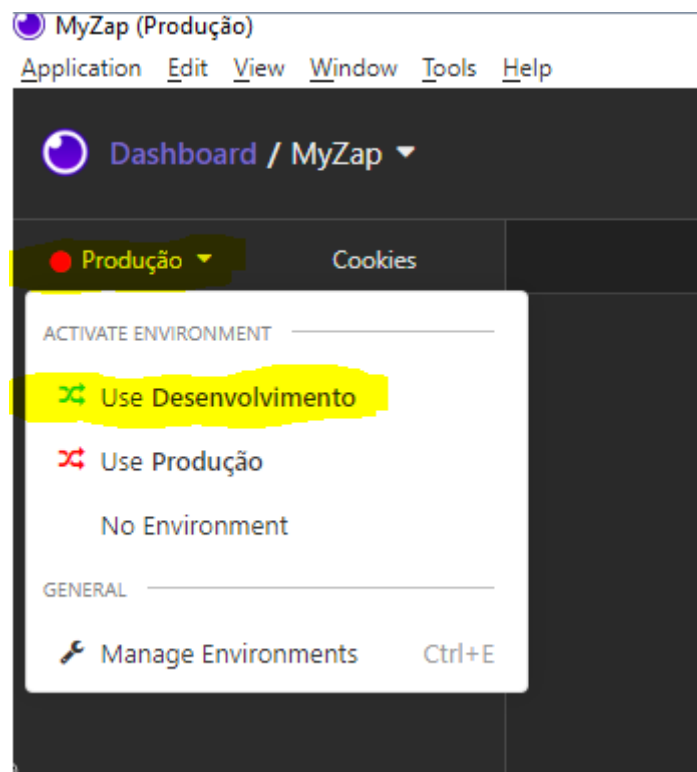 MyZap (Produção)
Application Edit View Window Tools Help
Dashboard / MyZap
Produção Cookies
ACTIVATE ENVIRONMENT
Use Desenvolvimento
Use Produção
No Environment
GENERAL
Manage Environments Ctrl+E